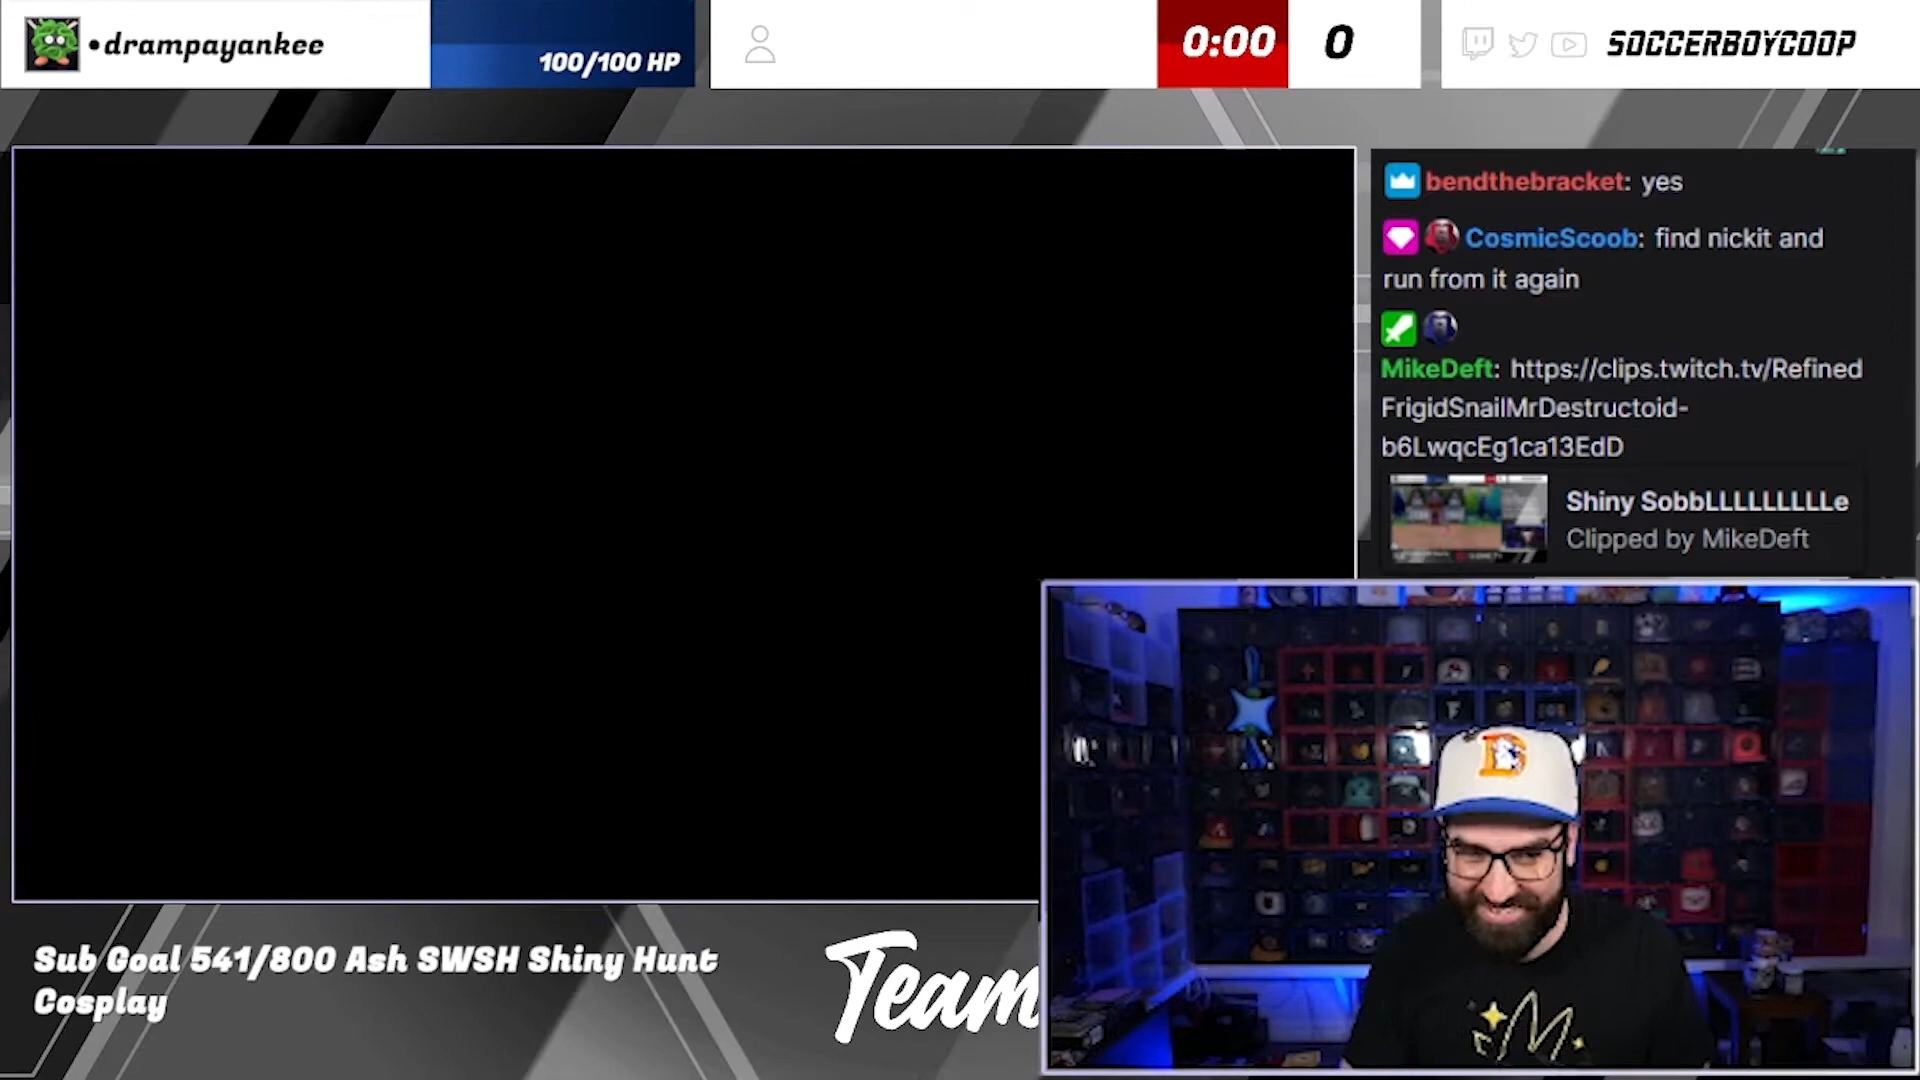 •drampayankee
100/100 HP
0:00
0
SOCCERBOYCOOP
bendthebracket: yes
CosmicScoob: find nickit and
run from it again
MikeDeft: https://clips.twitch.tv/Refined
FrigidSnailMrDestructoid-
b6LwqcEg1ca13EdD
Shiny SobbLLLLLLLLLe
Clipped by MikeDeft
D
Sub Goal 541/800 Ash SWSH Shiny Hunt
Cosplay
Team